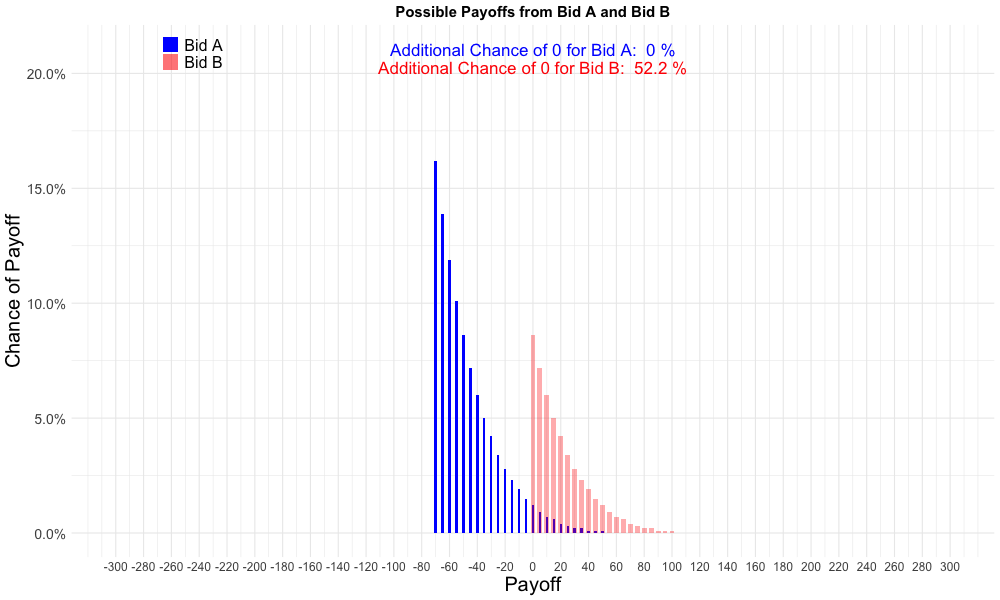 Possible Payoffs from Bid A and Bid B
Bid A
Bid B
Additional Chance of 0 for Bid A:  0 %
Additional Chance of 0 for Bid B:  52.2 %
Chance of Payoff
20.0%
15.0%
10.0%
5.0%
0.0%
-300 -280 -260 -240 -220 -200 -180 -160 -140 -120 -100 -80 -60 -40 -20 0 20 40 60 80 100 120 140 160 180 200 220 240 260 280 300
Payoff